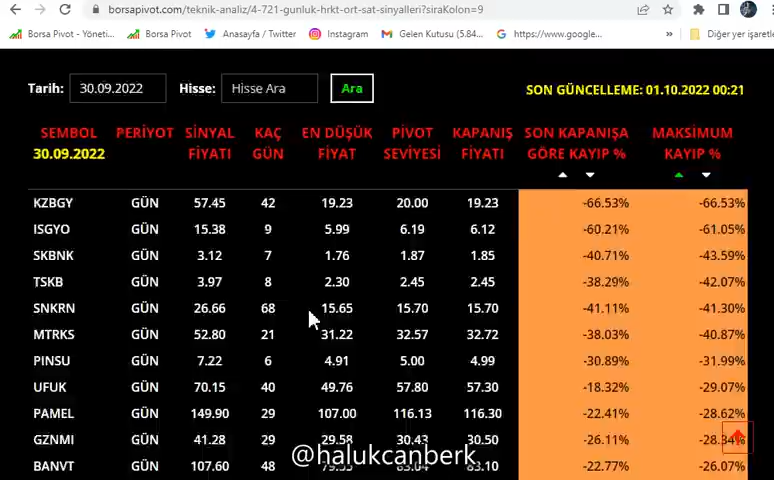 borsapivot.com/teknik-analiz/4-721-gunluk-hrkt-ort-sat-sinyalleri?siraKolon=9
Borsa Pivot – Yöneti... Borsa Pivot Anasayfa / Twitter Instagram Gelen Kutusu (5.84... https://www.google... » Diğer yer işaretle
Tarih: 30.09.2022 Hisse: Hisse Ara Ara SON GÜNCELLEME: 01.10.2022 00:21
SEMBOL PERİYOT SİNYAL KAÇ EN DÜŞÜK PİVOT KAPANIŞ SON KAPANIŞA MAKSİMUM
30.09.2022 FİYATI GÜN FİYAT SEVİYESİ FİYATI GÖRE KAYIP % KAYIP %
KZBGY GÜN 57.45 42 19.23 20.00 19.23 -66.53% -66.53%
ISGYO GÜN 15.38 9 5.99 6.19 6.12 -60.21% -61.05%
SKBNK GÜN 3.12 7 1.76 1.87 1.85 -40.71% -43.59%
TSKB GÜN 3.97 8 2.30 2.45 2.45 -38.29% -42.07%
SNKRN GÜN 26.66 68 15.65 15.70 15.70 -41.11% -41.30%
MTRKS GÜN 52.80 21 31.22 32.57 32.72 -38.03% -40.87%
PINSU GÜN 7.22 6 4.91 5.00 4.99 -30.89% -31.99%
UFUK GÜN 70.15 40 49.76 57.80 57.30 -18.32% -29.07%
PAMEL GÜN 149.90 29 107.00 116.13 116.30 -22.41% -28.62%
GZNMI GÜN 41.28 29 29.58 30.43 30.50 -26.11% -28.34%
BANVT GÜN 107.60 48 83.10 -22.77% -26.07%
@halukcanberk